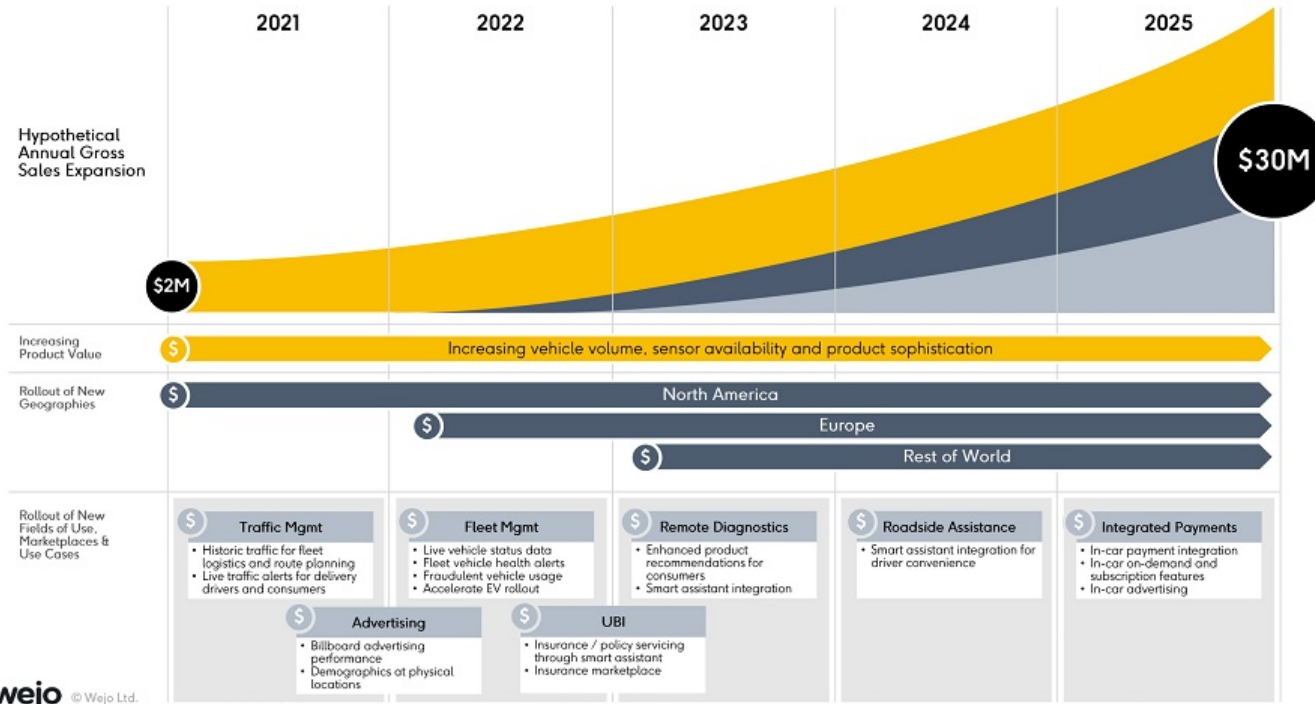 2021
2022
2023
2024
2025
Hypothetical
Annual Gross
Sales Expansion
$2M
$30M
Increasing
Product Value
$
Increasing vehicle volume, sensor availability and product sophistication
Rollout of New
Geographies
$
North America
$
Europe
$
Rest of World
Rollout of New
Fields of Use,
Marketplaces &
Use Cases
$
Traffic Mgmt
• Historic traffic for fleet
logistics and route planning
• Live traffic alerts for delivery
drivers and consumers
$
Fleet Mgmt
• Live vehicle status data
• Fleet vehicle health alerts
• Fraudulent vehicle usage
• Accelerate EV rollout
$
Remote Diagnostics
• Enhanced product
recommendations for
consumers
• Smart assistant integration
$
Roadside Assistance
• Smart assistant integration for
driver convenience
$
Integrated Payments
• In-car payment integration
• In-car on-demand and
subscription features
• In-car advertising
$
Advertising
• Billboard advertising
performance
• Demographics at physical
locations
$
UBI
• Insurance / policy servicing
through smart assistant
• Insurance marketplace
wejo © Wejo Ltd.